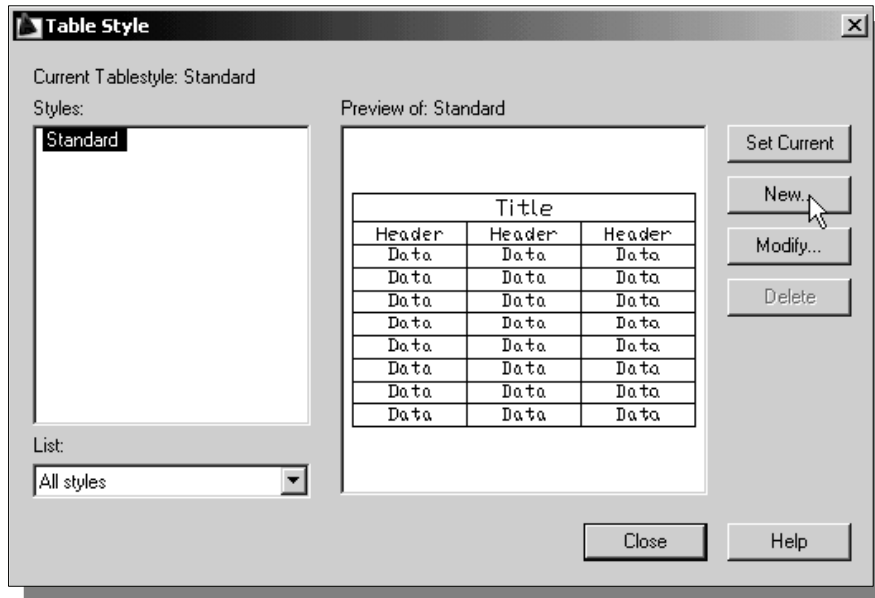 Table Style
Current Tablestyle: Standard
Styles:
Standard
List:
All styles
Preview of: Standard
Title
Header Header Header
Data Data Data
Data Data Data
Data Data Data
Data Data Data
Data Data Data
Data Data Data
Data Data Data
Data Data Data
Set Current
New...
Modify...
Delete
Close Help